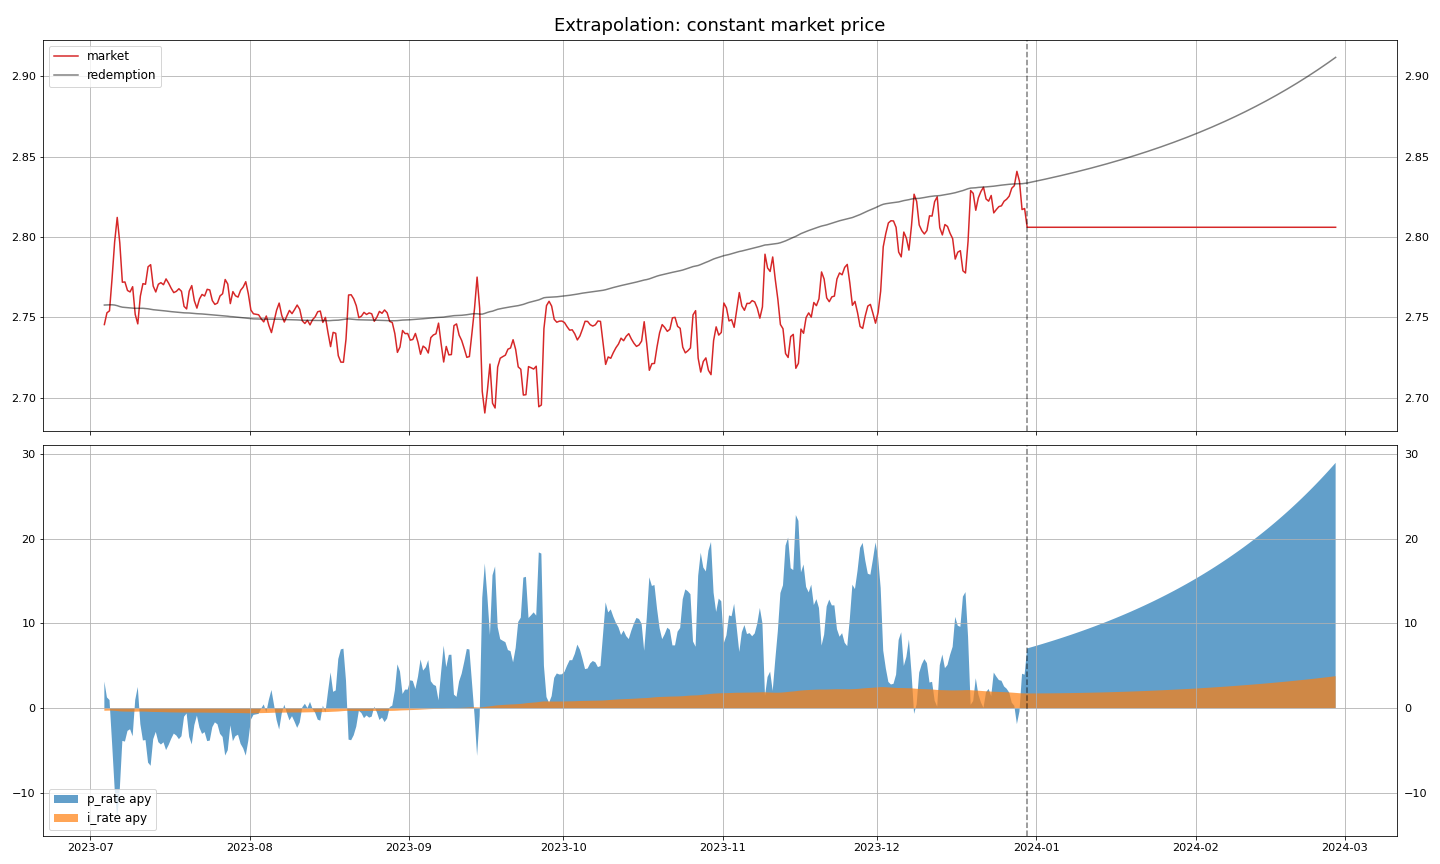 Extrapolation: constant market price
market
redemption
2.90 2.90
2.85 2.85
2.80 2.80
2.75 2.75
2.70 2.70
30 30
20 20
10 10
0 0
−10 −10
p_rate apy
i_rate apy
2023-07 2023-08 2023-09 2023-10 2023-11 2023-12 2024-01 2024-02 2024-03